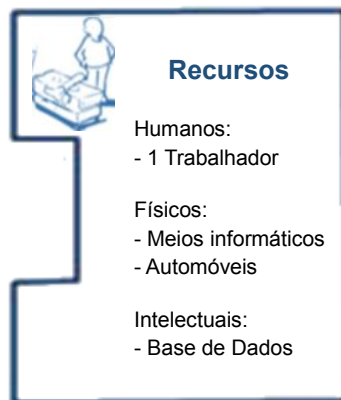 Recursos
Humanos:
- 1 Trabalhador
Físicos:
- Meios informáticos
- Automóveis
Intelectuais:
- Base de Dados